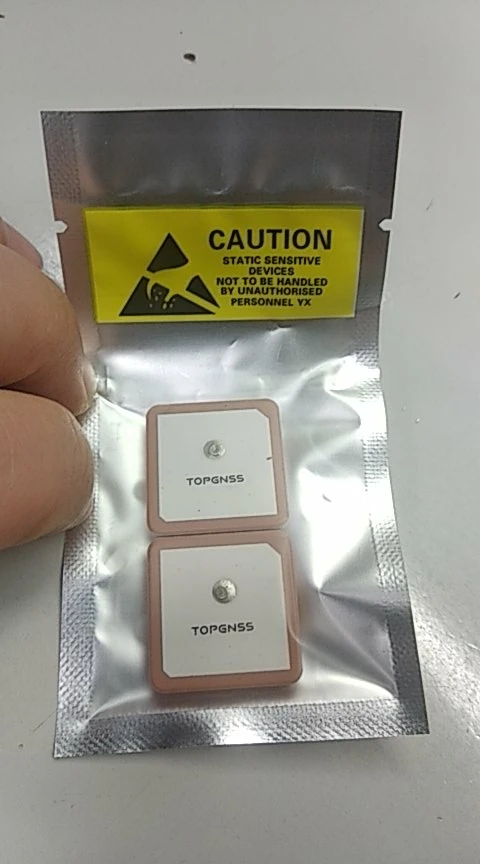 CAUTION
STATIC SENSITIVE
DEVICES
NOT TO BE HANDLED
BY UNAUTHORISED
PERSONNEL YX
TOPGNSS
TOPGNSS